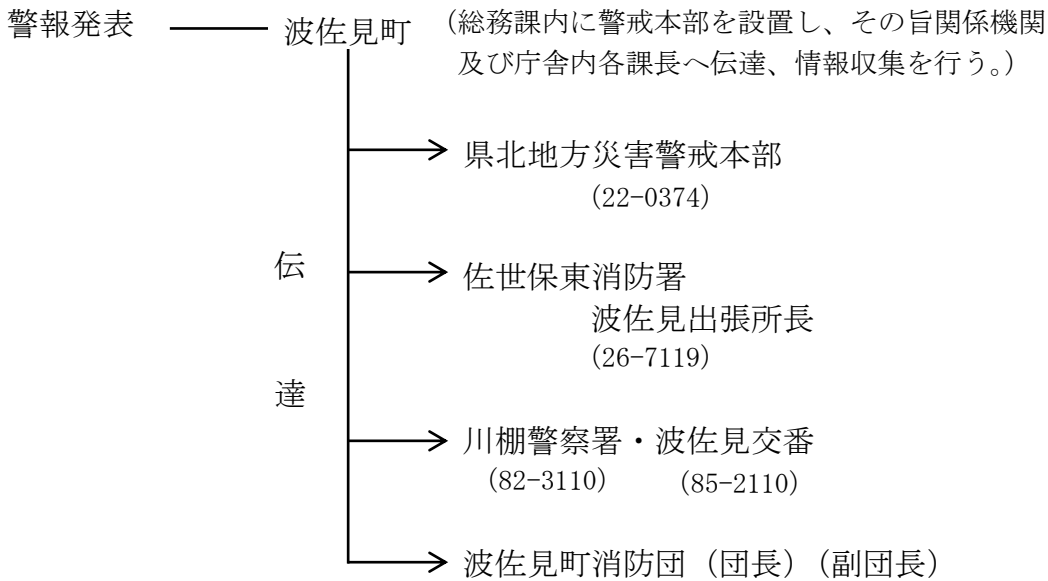 警報発表 波佐見町 (総務課内に警戒本部を設置し、その旨関係機関
及び庁舎内各課長へ伝達、情報収集を行う。)
県北地方災害警戒本部
(22-0374)
伝
佐世保東消防署
波佐見出張所長
(26-7119)
達
川棚警察署・波佐見交番
(82-3110) (85-2110)
波佐見町消防団(団長)(副団長)